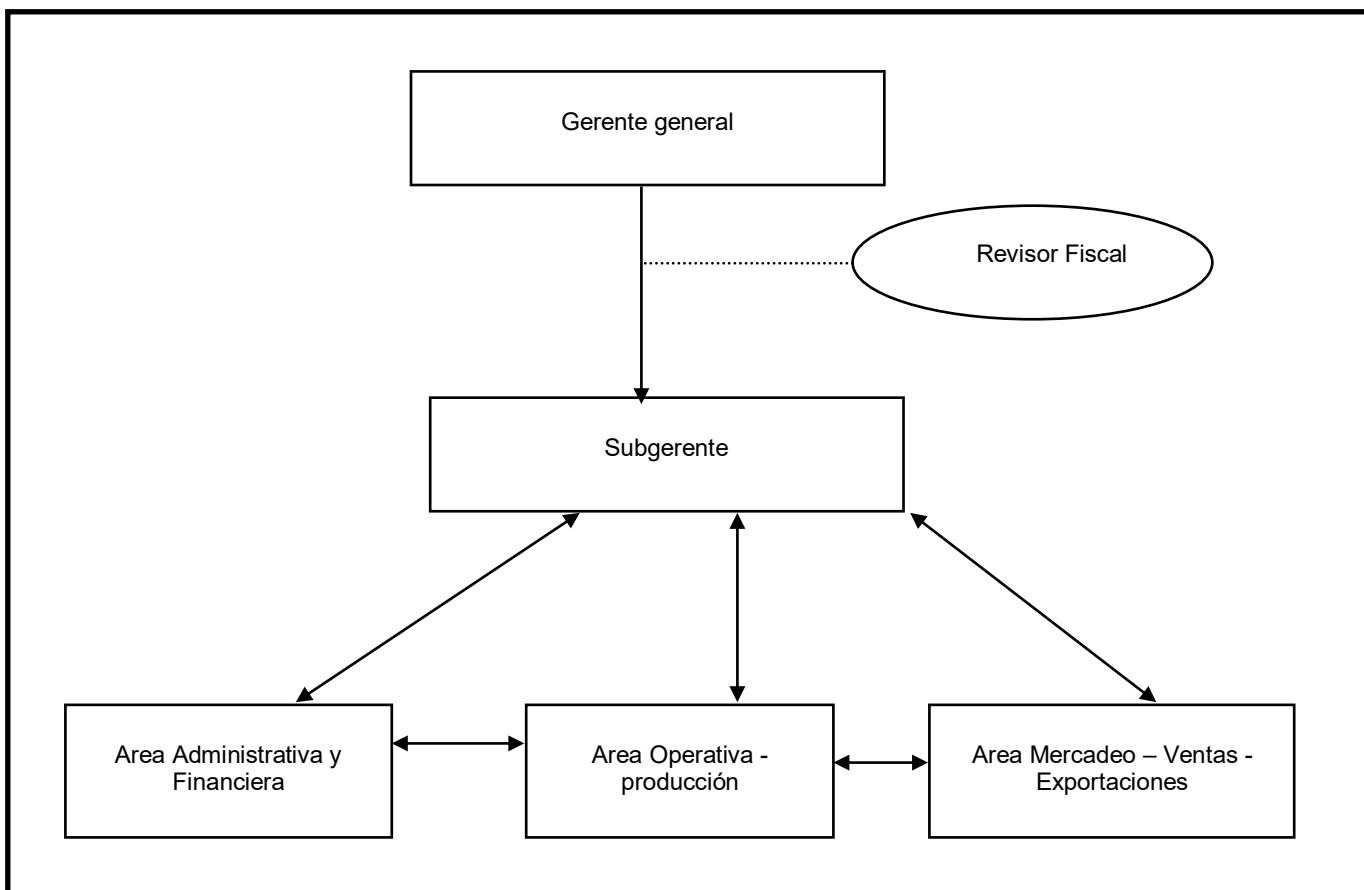 Gerente general
Revisor Fiscal
Subgerente
Area Administrativa y
Financiera
Area Operativa -
producción
Area Mercadeo – Ventas -
Exportaciones